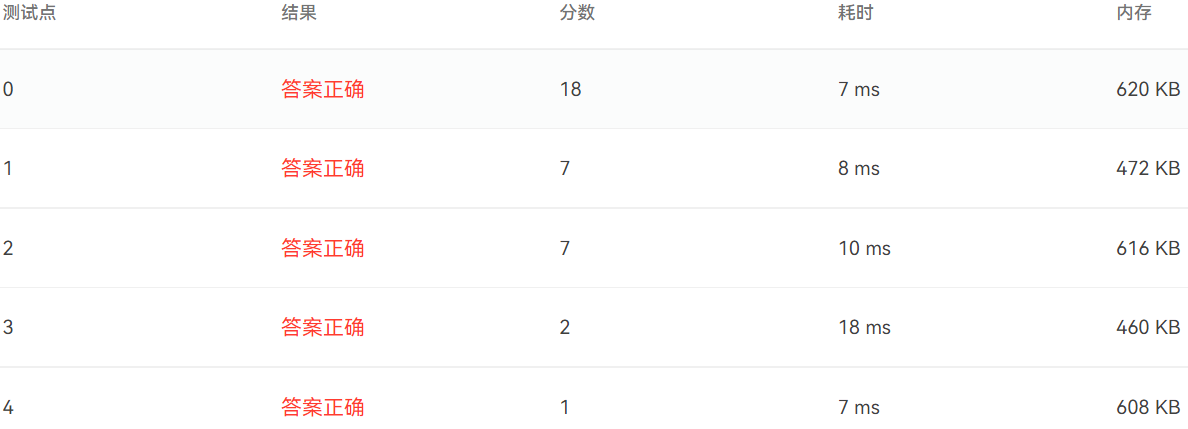 测试点 结果 分数 耗时 内存
0 答案正确 18 7 ms 620 KB
1 答案正确 7 8 ms 472 KB
2 答案正确 7 10 ms 616 KB
3 答案正确 2 18 ms 460 KB
4 答案正确 1 7 ms 608 KB